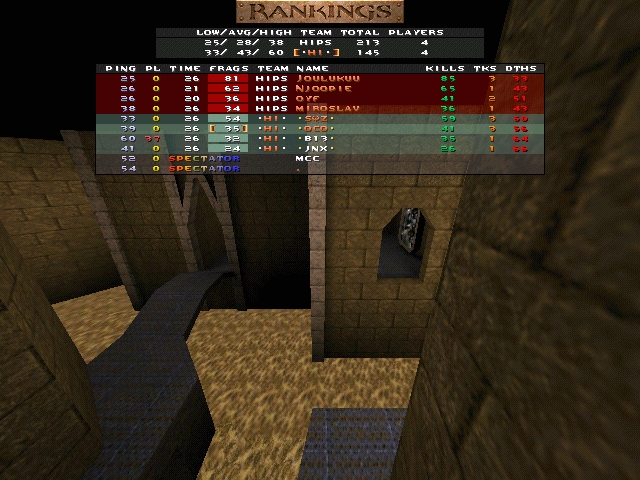 RANKINGS
LOW/AVG/HIGH TEAM TOTAL PLAYERS
25/ 28/ 38 HIPS 213 4
33/ 43/ 60 [•HI•] 145 4
PING PL TIME FRAGS TEAM NAME KILLS TKS DTHS
25 0 26 81 HIPS JOULUKUU 85 3 33
26 0 21 62 HIPS NJOOPIE 65 1 43
26 0 20 36 HIPS OYF 41 2 51
38 0 26 34 HIPS MIROSLAV 36 1 43
33 0 26 54 •HI• 59 3 50
39 0 26 [ 35] •HI• 41 3 56
60 37 26 32 •HI• •B13• 35 1 64
41 0 26 24 •HI• •JNX• 26 1 66
52 0 SPECTATOR MCC
54 0 SPECTATOR .